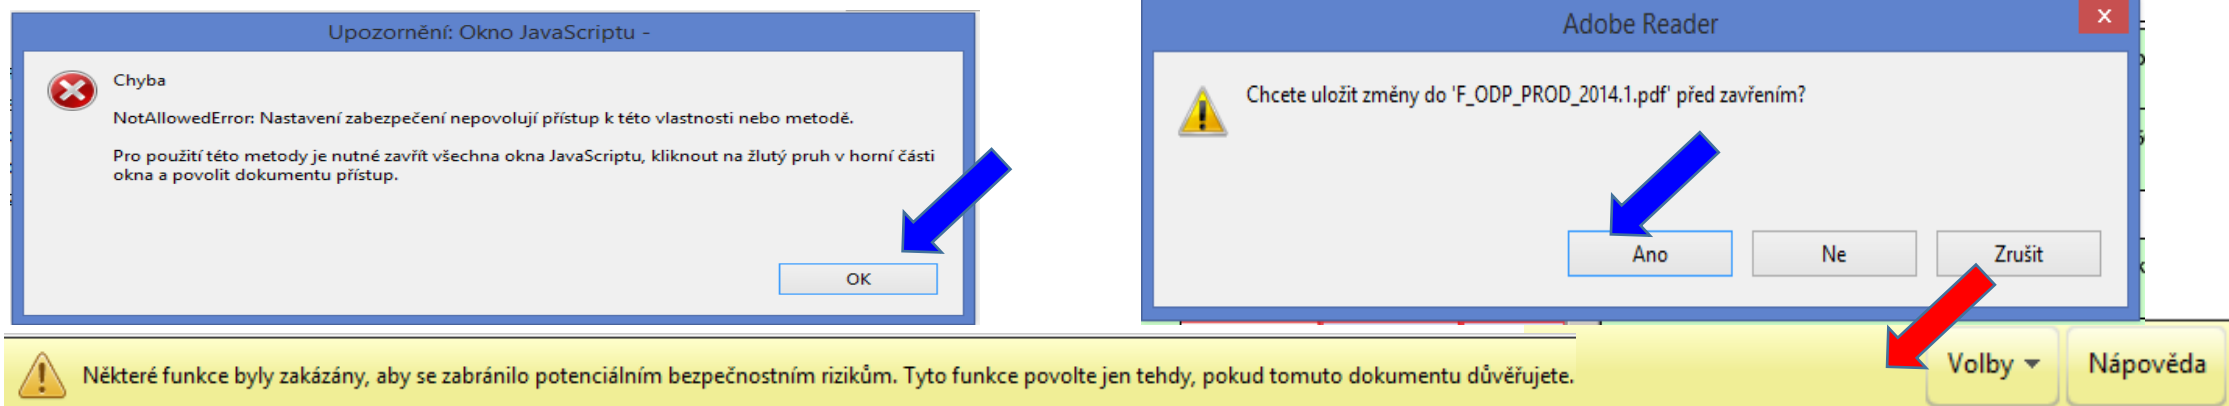 Upozornění: Okno JavaScriptu -
Chyba
NotAllowedError: Nastavení zabezpečení nepovolují přístup k této vlastnosti nebo metodě.
Pro použití této metody je nutné zavřít všechna okna JavaScriptu, kliknout na žlutý pruh v horní části
okna a povolit dokumentu přístup.
OK
Adobe Reader
Chcete uložit změny do 'F_ODP_PROD_2014.1.pdf' před zavřením?
Ano
Ne
Zrušit
Některé funkce byly zakázány, aby se zabránilo potenciálním bezpečnostním rizikům. Tyto funkce povolte jen tehdy, pokud tomuto dokumentu důvěřujete.
Volby
Nápověda